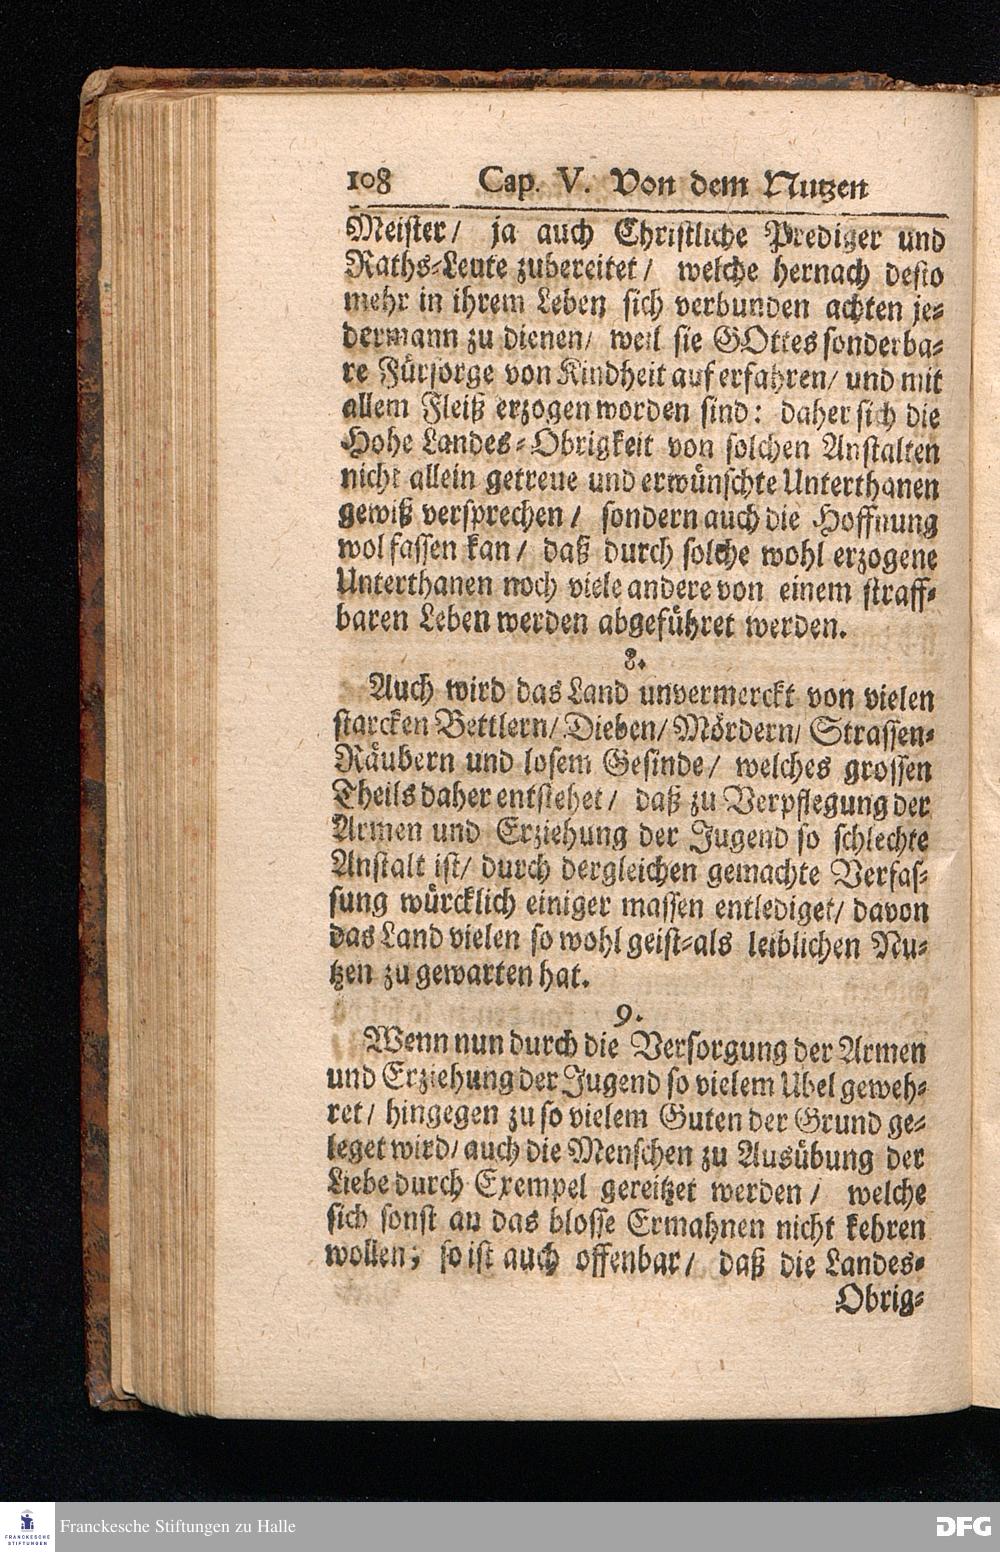 108 Cap. V. Von dem Nutzen
Meister/ ja auch Christliche Prediger und
Raths-Leute zubereitet/ welche hernach desto
mehr in ihrem Leben sich verbunden achten je-
dermann zu dienen/ weil sie GOttes sonderba-
re Fürsorge von Kindheit auf erfahren/ und mit
allem Fleiß erzogen worden sind: daher sich die
Hohe Landes-Obrigkeit von solchen Anstalten
nicht allein getreue und erwünschte Unterthanen
gewiß versprechen/ sondern auch die Hoffnung
wol fassen kan/ daß durch solche wohl erzogene
Unterthanen noch viele andere von einem straff-
baren Leben werden abgeführet werden.
8.
Auch wird das Land unvermerckt von vielen
starcken Bettlern/ Dieben/ Mördern/ Strassen-
Räubern und losem Gesinde/ welches grossen
Theils daher entstehet/ daß zu Verpflegung der
Armen und Erziehung der Jugend so schlechte
Anstalt ist/ durch dergleichen gemachte Verfas-
sung würcklich einiger massen entlediget/ davon
das Land vielen so wohl geist-als leiblichen Nu-
tzen zu gewarten hat.
9.
Wenn nun durch die Versorgung der Armen
und Erziehung der Jugend so vielem Ubel geweh-
ret/ hingegen zu so vielem Guten der Grund ge-
leget wird/ auch die Menschen zu Ausübung der
Liebe durch Exempel gereitzet werden/ welche
sich sonst an das blosse Ermahnen nicht kehren
wollen; so ist auch offenbar/ daß die Landes-
Obrig-
FRANCKESCHE
STIFTUNGEN
Franckesche Stiftungen zu Halle
DFG